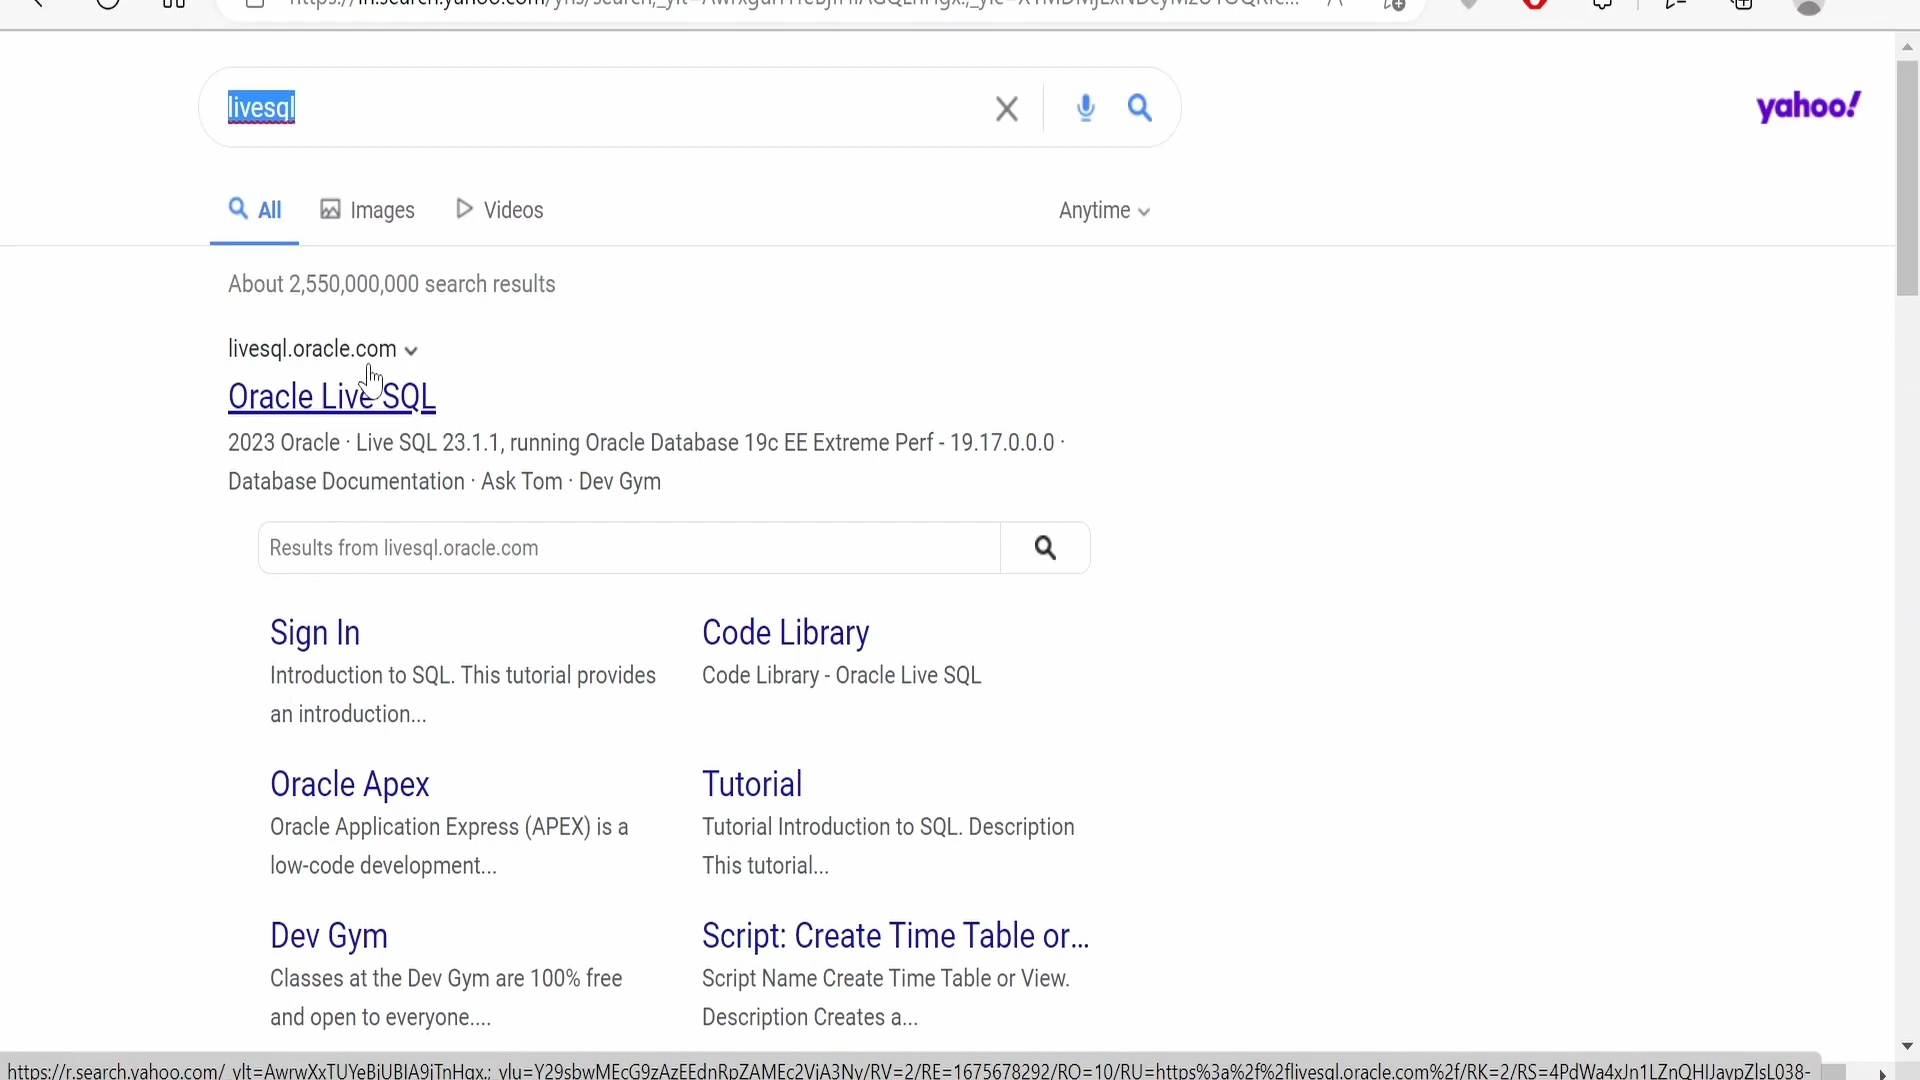 livesql
yahoo!
All
Images
Videos
Anytime
About 2,550,000,000 search results
livesql.oracle.com
Oracle Live SQL
2023 Oracle · Live SQL 23.1.1, running Oracle Database 19c EE Extreme Perf - 19.17.0.0.0 ·
Database Documentation · Ask Tom · Dev Gym
Results from livesql.oracle.com
Sign In
Introduction to SQL. This tutorial provides
an introduction...
Code Library
Code Library - Oracle Live SQL
Oracle Apex
Oracle Application Express (APEX) is a
low-code development...
Tutorial
Tutorial Introduction to SQL. Description
This tutorial...
Dev Gym
Classes at the Dev Gym are 100% free
and open to everyone....
Script: Create Time Table or...
Script Name Create Time Table or View.
Description Creates a...